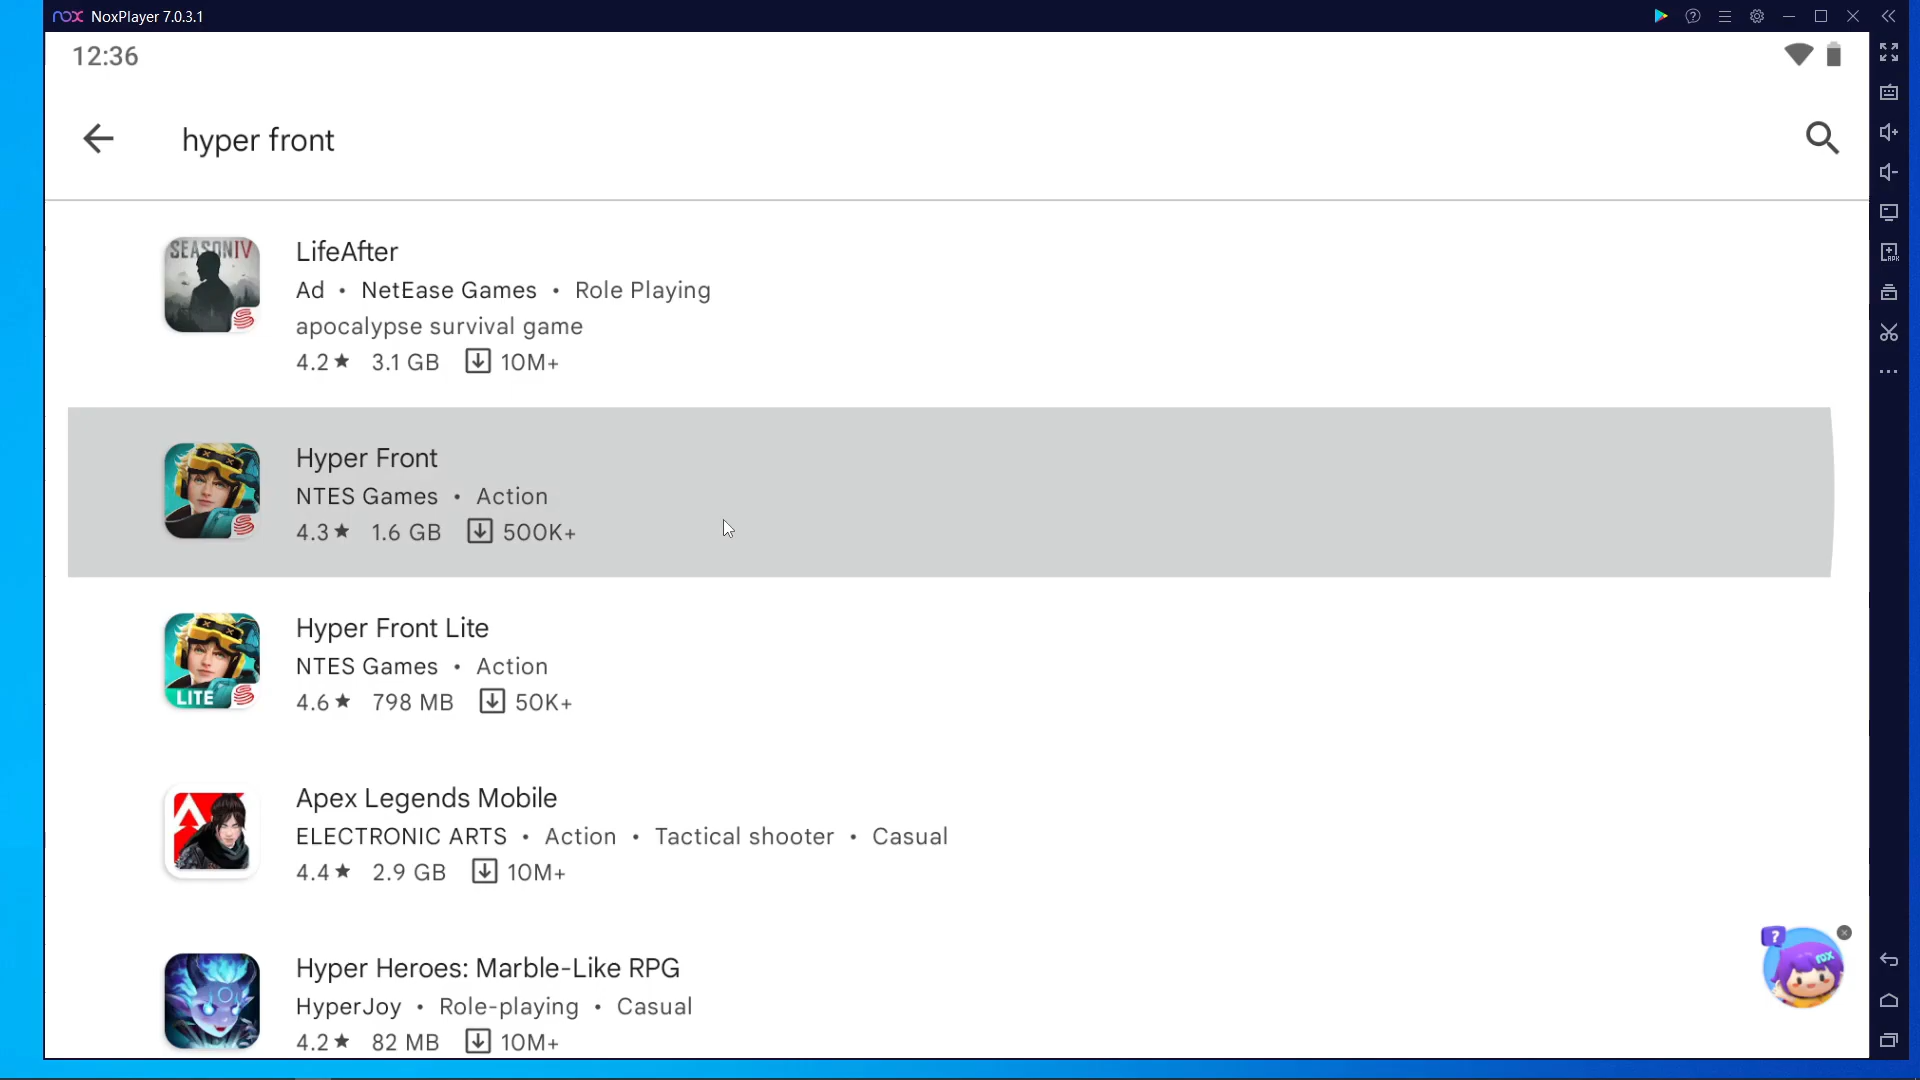 nox NoxPlayer 7.0.3.1
12:36
hyper front
SEASON IV
LifeAfter
Ad • NetEase Games • Role Playing
apocalypse survival game
4.2★ 3.1 GB 10M+
Hyper Front
NTES Games • Action
4.3★ 1.6 GB 500K+
Hyper Front Lite
NTES Games • Action
4.6★ 798 MB 50K+
LITE
Apex Legends Mobile
ELECTRONIC ARTS • Action • Tactical shooter • Casual
4.4★ 2.9 GB 10M+
Hyper Heroes: Marble-Like RPG
HyperJoy • Role-playing • Casual
4.2★ 82 MB 10M+
?
nox
APK